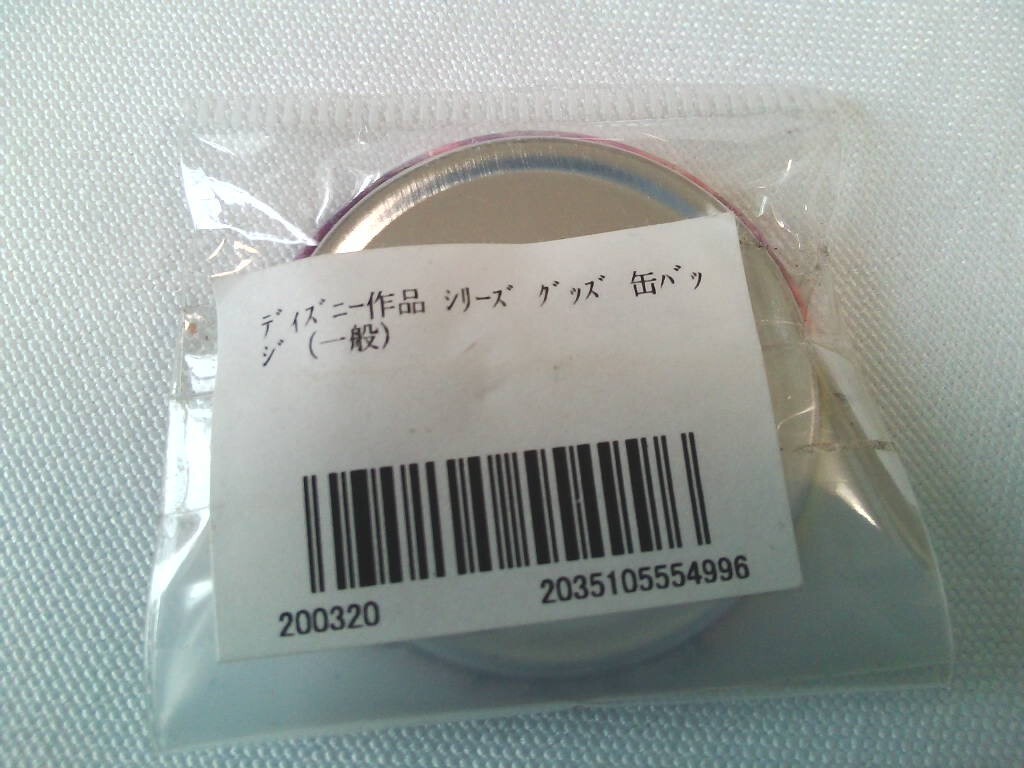 ﾃﾞｨｽﾞﾆｰ作品 ｼﾘｰｽﾞ ｸﾞｯｽﾞ 缶ﾊﾞｯ
ｼﾞ (一般)
200320
2035105554996